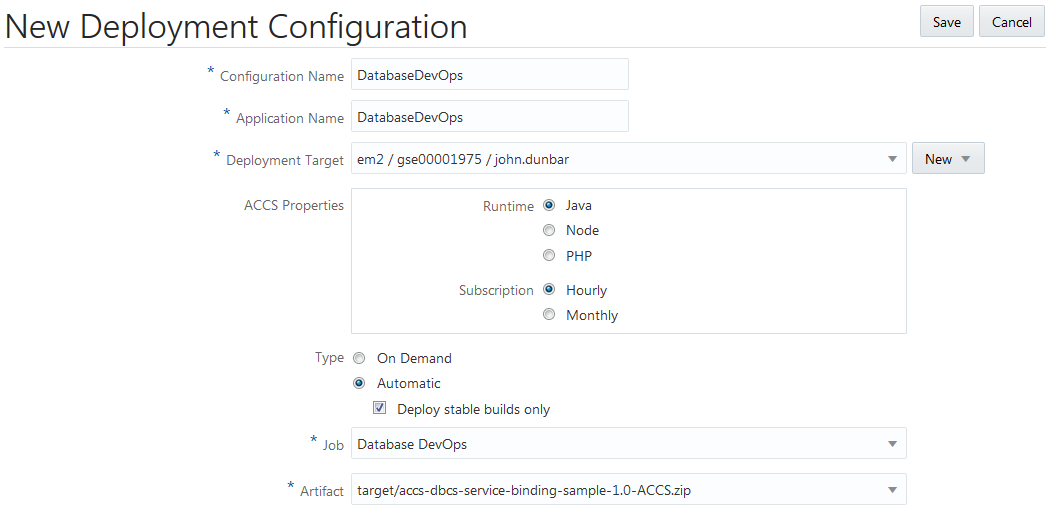 New Deployment Configuration
Save
Cancel
* Configuration Name DatabaseDevOps
* Application Name DatabaseDevOps
* Deployment Target em2 / gse00001975 / john.dunbar New
ACCS Properties Runtime Java
Node
PHP
Subscription Hourly
Monthly
Type On Demand
Automatic
Deploy stable builds only
* Job Database DevOps
* Artifact target/accs-dbcs-service-binding-sample-1.0-ACCS.zip